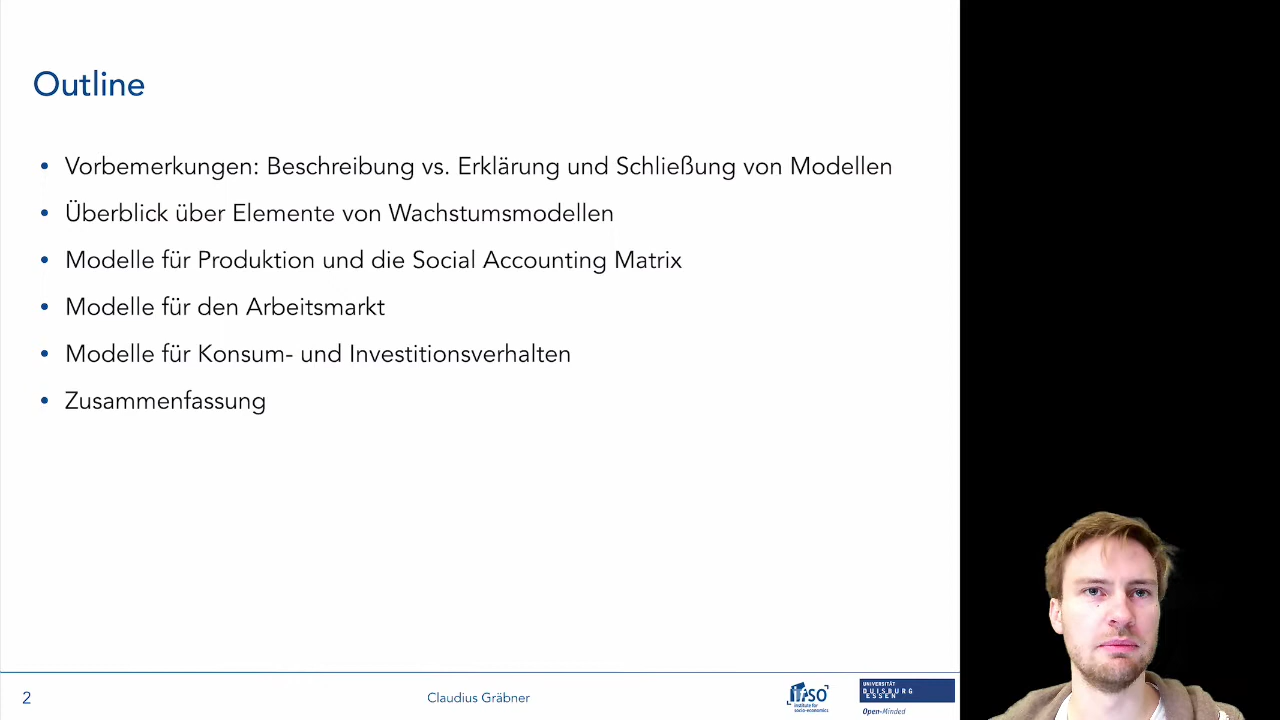 Outline
• Vorbemerkungen: Beschreibung vs. Erklärung und Schließung von Modellen
• Überblick über Elemente von Wachstumsmodellen
• Modelle für Produktion und die Social Accounting Matrix
• Modelle für den Arbeitsmarkt
• Modelle für Konsum- und Investitionsverhalten
• Zusammenfassung
2
Claudius Gräbner
ifso
institute for
socio-economics
UNIVERSITÄT
DUISBURG
ESSEN
Open-Minded